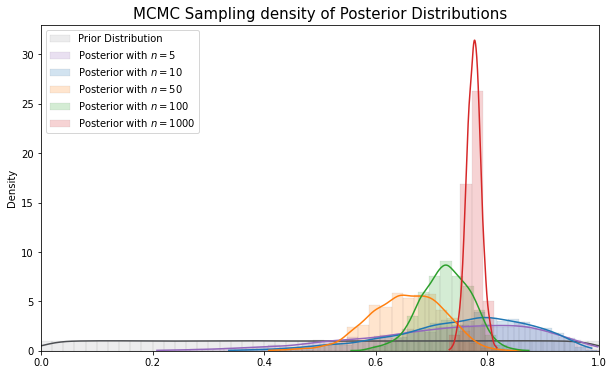 MCMC Sampling density of Posterior Distributions
Prior Distribution
Posterior with n = 5
Posterior with n = 10
Posterior with n = 50
Posterior with n = 100
Posterior with n = 1000
Density
30
25
20
15
10
5
0
0.0 0.2 0.4 0.6 0.8 1.0